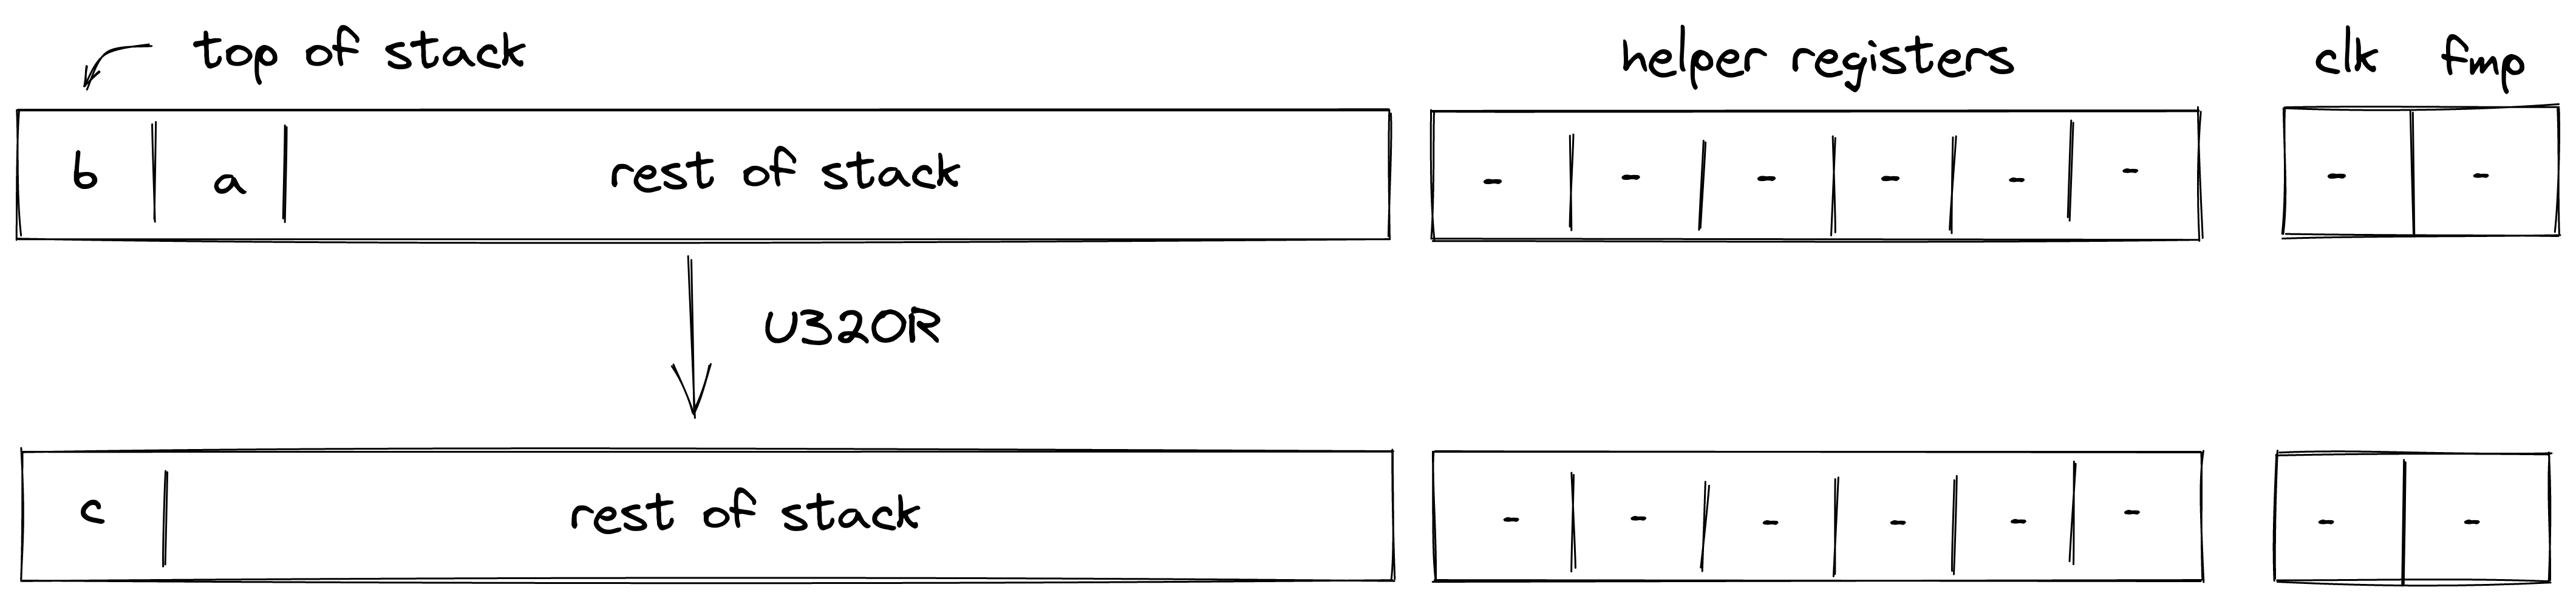 top of stack helper registers clk fmp
b a rest of stack - - - - - - - -
U32OR
c rest of stack - - - - - - - -